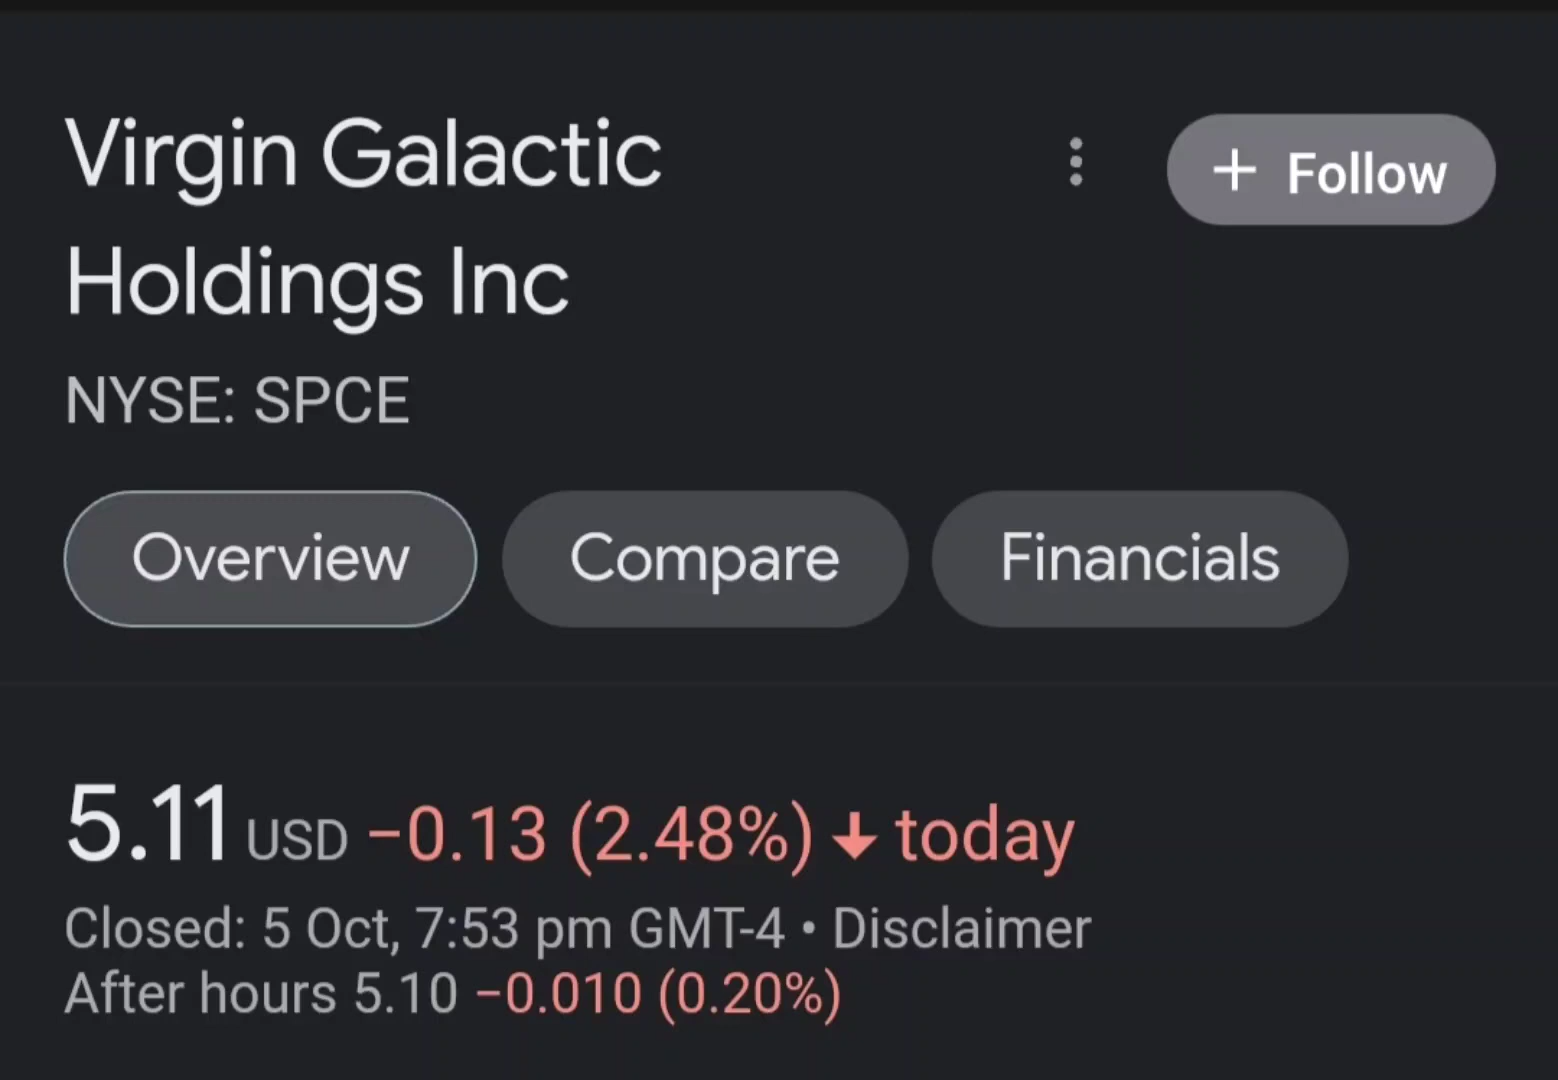 Virgin Galactic
+ Follow
Holdings Inc
NYSE: SPCE
Overview
Compare
Financials
5.11 USD −0.13 (2.48%) ↓ today
Closed: 5 Oct, 7:53 pm GMT-4 • Disclaimer
After hours 5.10 −0.010 (0.20%)